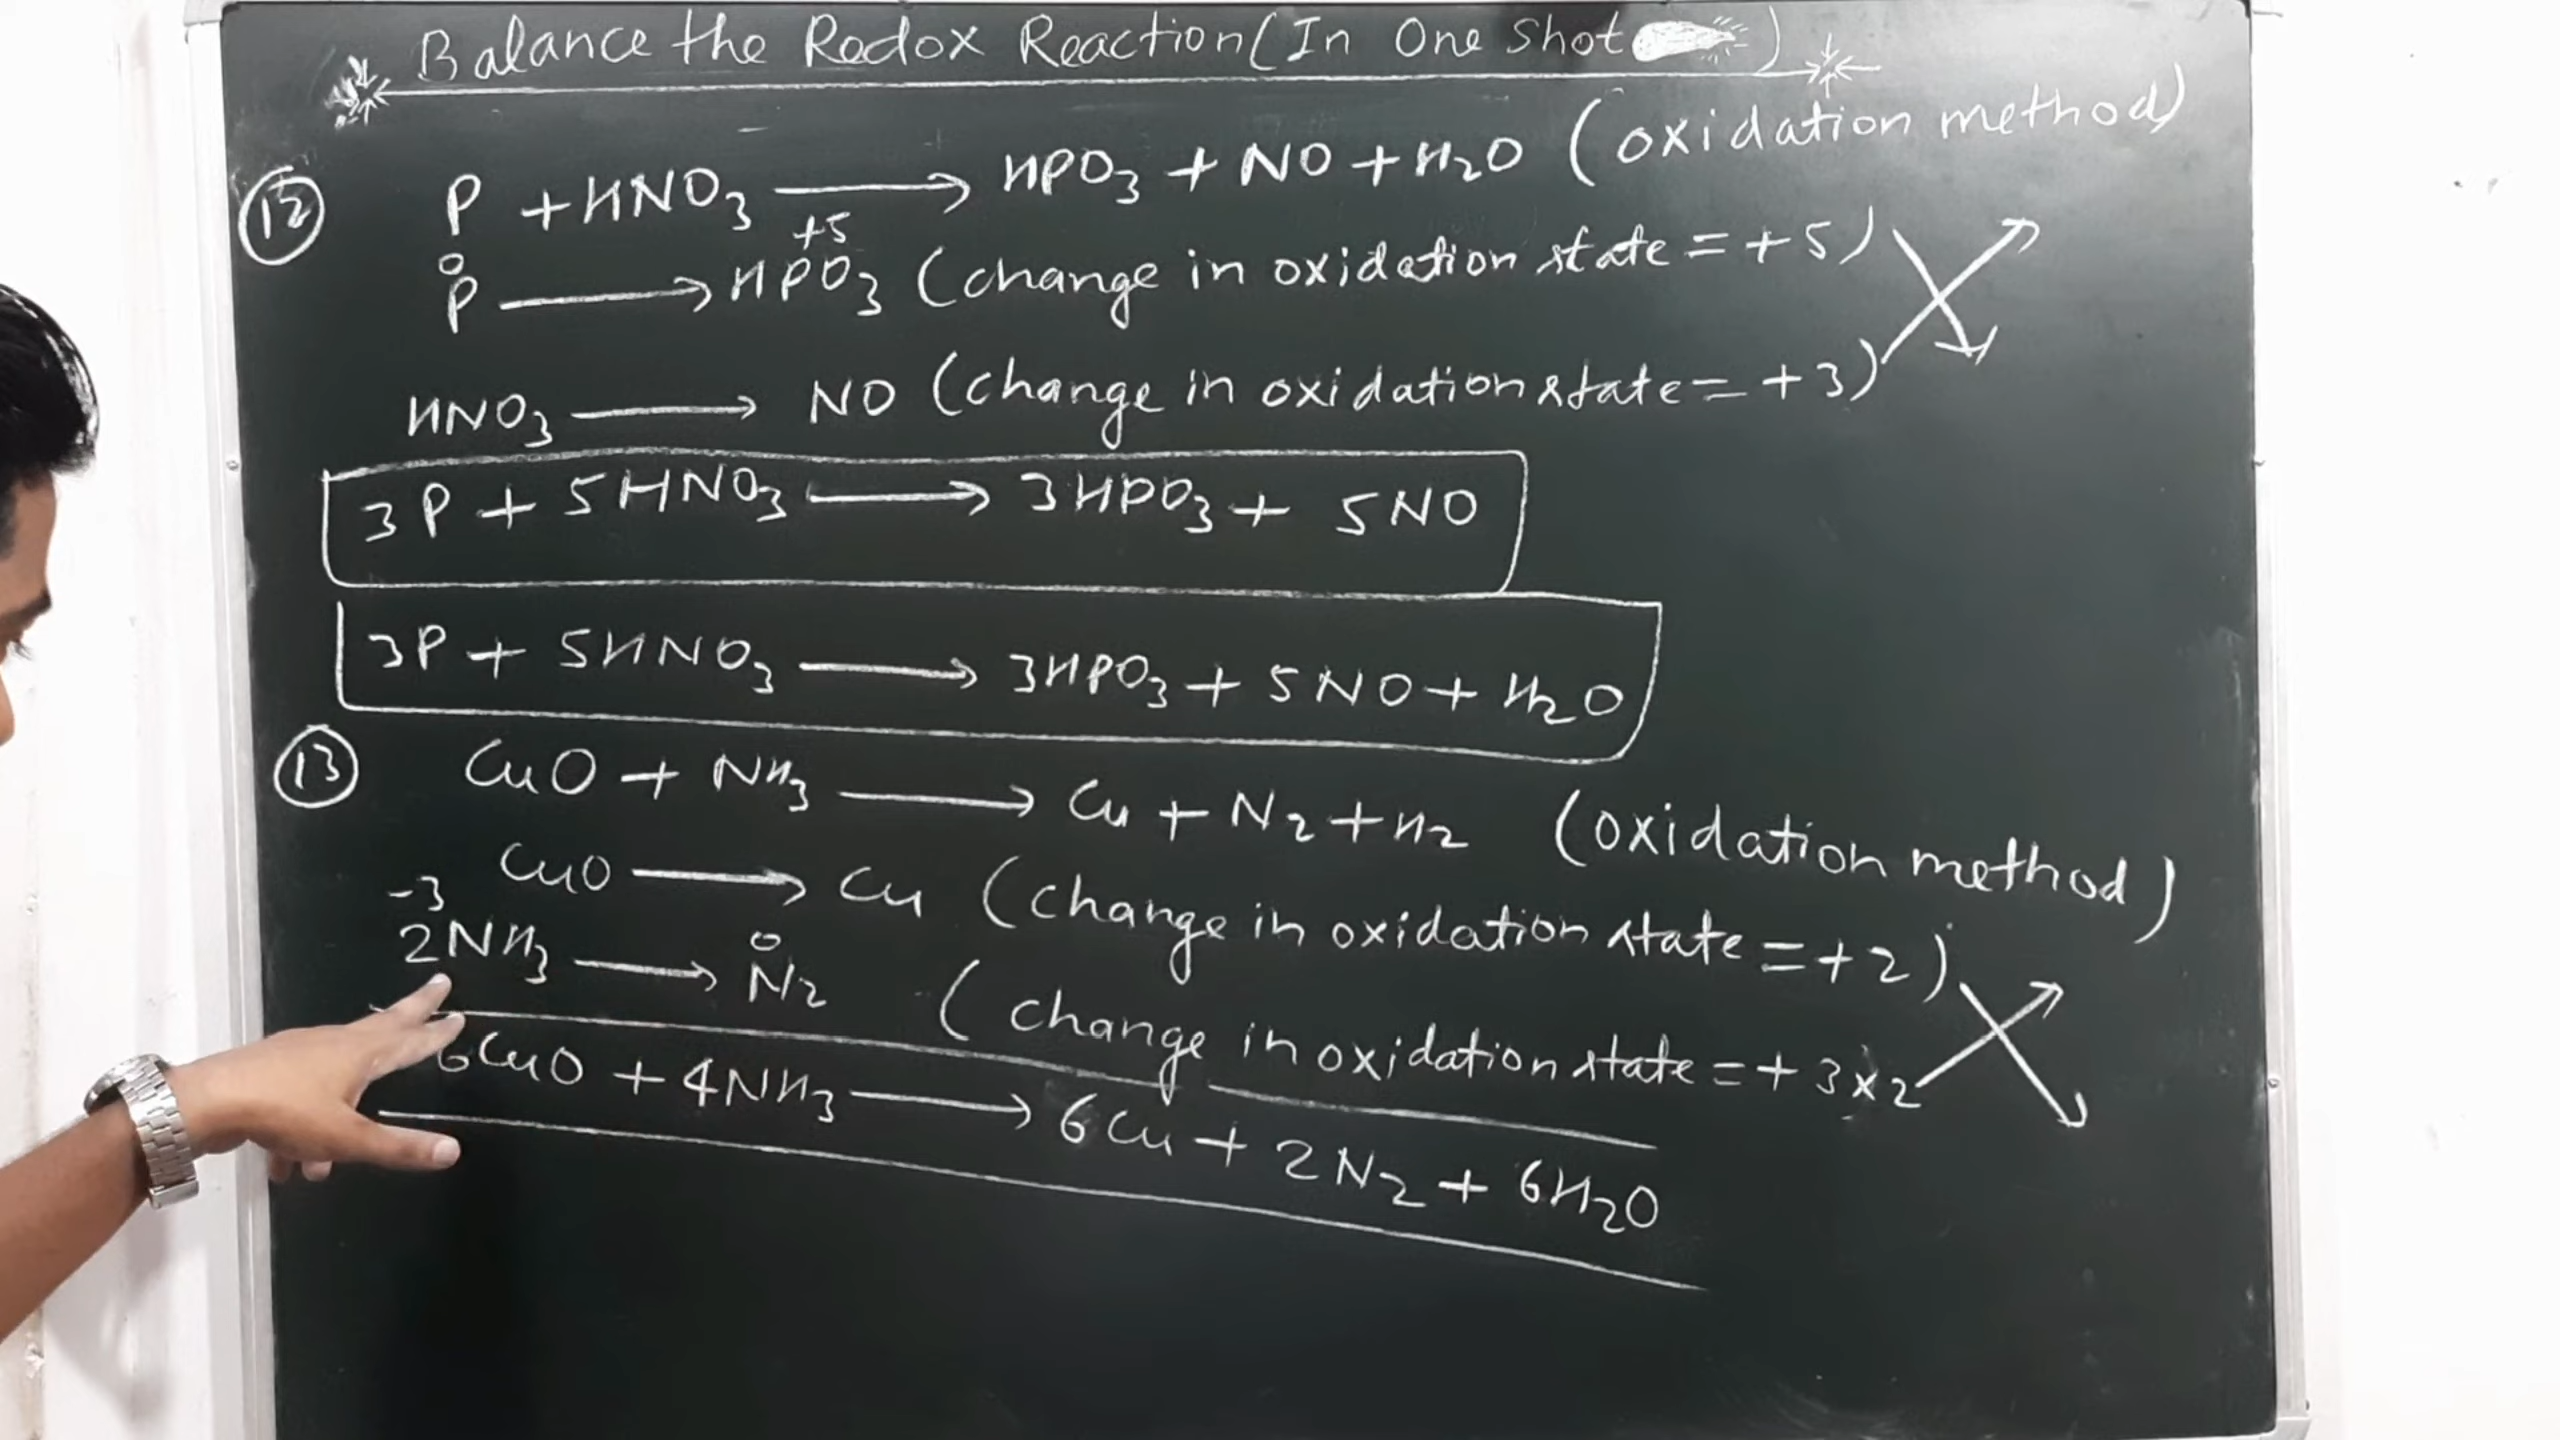 Balance the Redox Reaction (In One Shot)
12 P + HNO3 → HPO3 + NO + H2O (oxidation method)
0 +5
P → HPO3 (change in oxidation state = +5)
HNO3 → NO (change in oxidation state = +3)
3P + 5HNO3 → 3HPO3 + 5NO
3P + 5HNO3 → 3HPO3 + 5NO + H2O
13 CuO + NH3 → Cu + N2 + H2 (oxidation method)
CuO → Cu (change in oxidation state = +2)
-3 0
2NH3 → N2 (change in oxidation state = +3×2
6CuO + 4NH3 → 6Cu + 2N2 + 6H2O